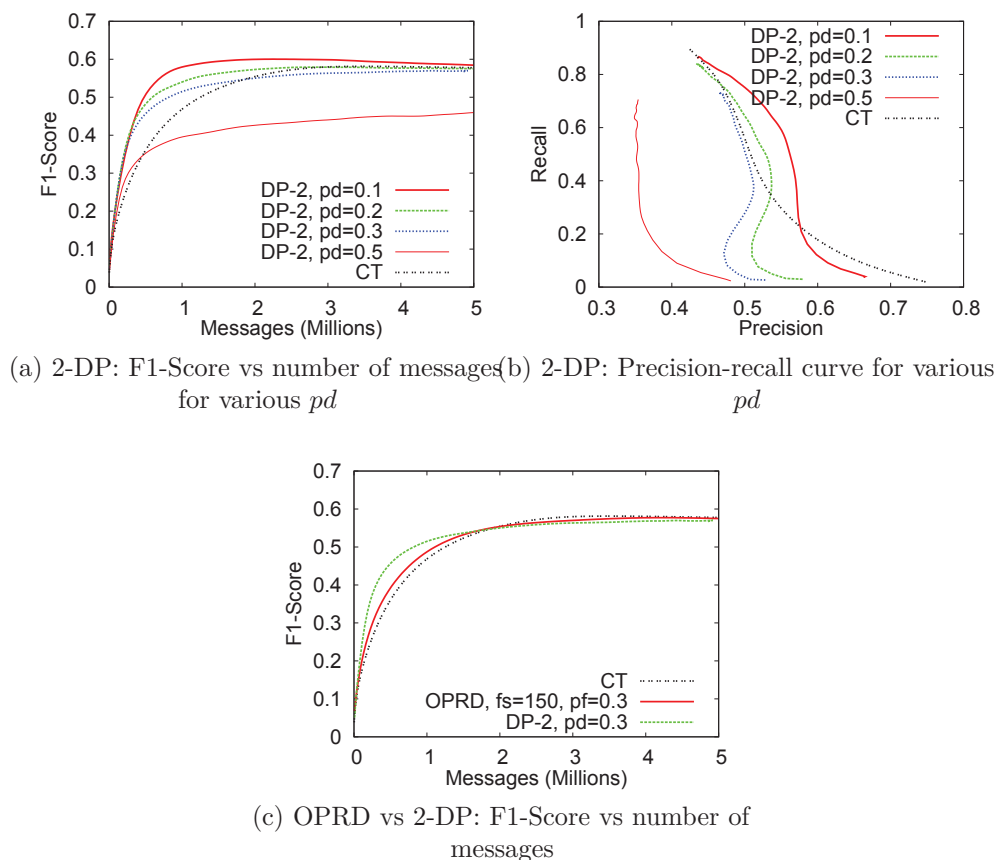 0.7
0.6
0.5
0.4
0.3
0.2
0.1
0
F1-Score
DP-2, pd=0.1
DP-2, pd=0.2
DP-2, pd=0.3
DP-2, pd=0.5
CT
0 1 2 3 4 5
Messages (Millions)
(a) 2-DP: F1-Score vs number of messages
for various pd
1
0.8
0.6
0.4
0.2
0
Recall
DP-2, pd=0.1
DP-2, pd=0.2
DP-2, pd=0.3
DP-2, pd=0.5
CT
0.3 0.4 0.5 0.6 0.7 0.8
Precision
(b) 2-DP: Precision-recall curve for various
pd
0.7
0.6
0.5
0.4
0.3
0.2
0.1
0
F1-Score
CT
OPRD, fs=150, pf=0.3
DP-2, pd=0.3
0 1 2 3 4 5
Messages (Millions)
(c) OPRD vs 2-DP: F1-Score vs number of
messages